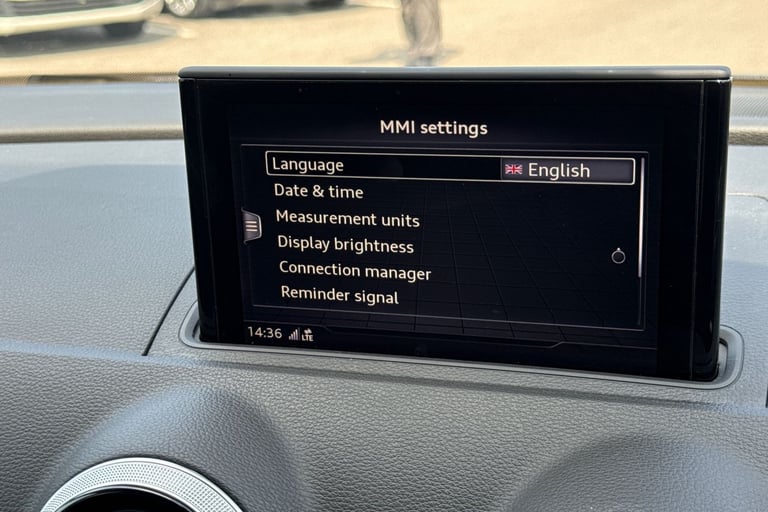 MMI settings
Language English
Date & time
Measurement units
Display brightness
Connection manager
Reminder signal
14:36 LTE